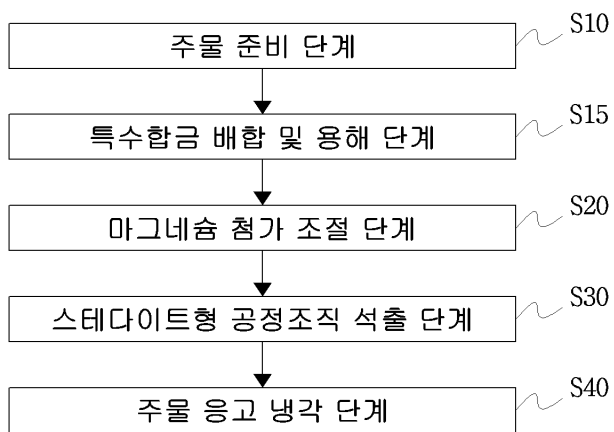 주물 준비 단계 S10
특수합금 배합 및 용해 단계 S15
마그네슘 첨가 조절 단계 S20
스테다이트형 공정조직 석출 단계 S30
주물 응고 냉각 단계 S40